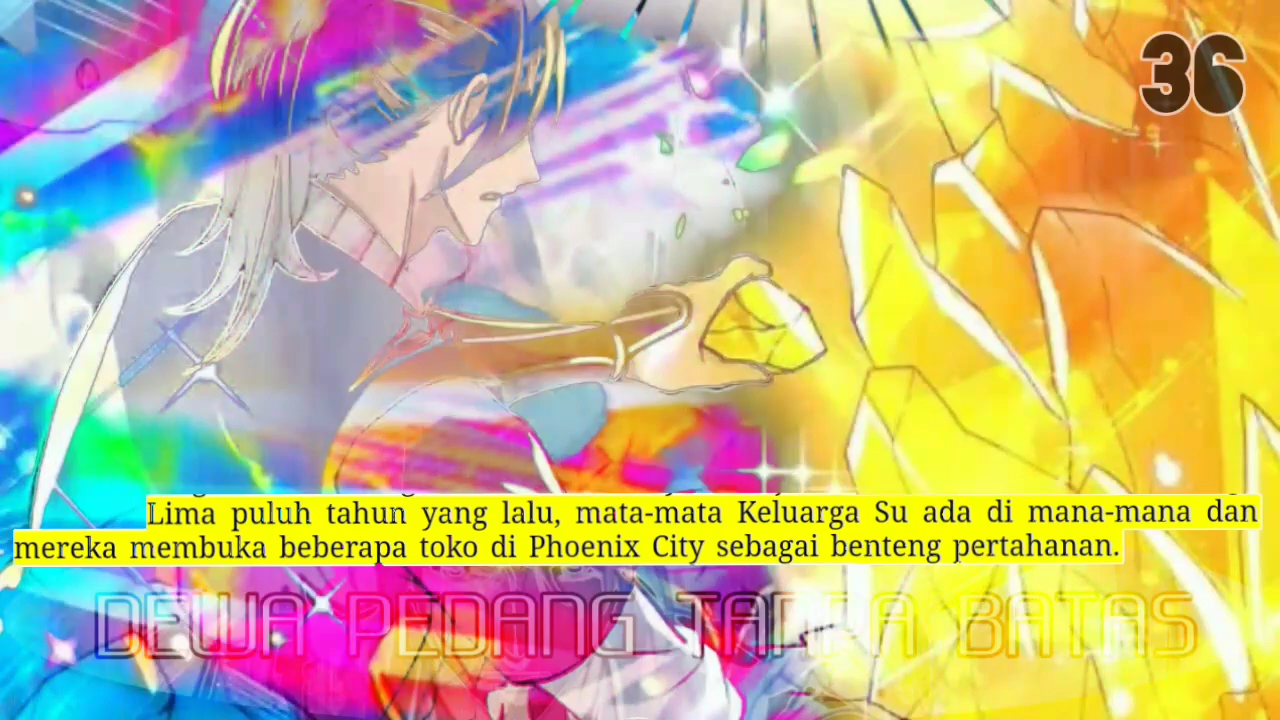 36
Lima puluh tahun yang lalu, mata-mata Keluarga Su ada di mana-mana dan
mereka membuka beberapa toko di Phoenix City sebagai benteng pertahanan.
DEWA PEDANG TANPA BATAS